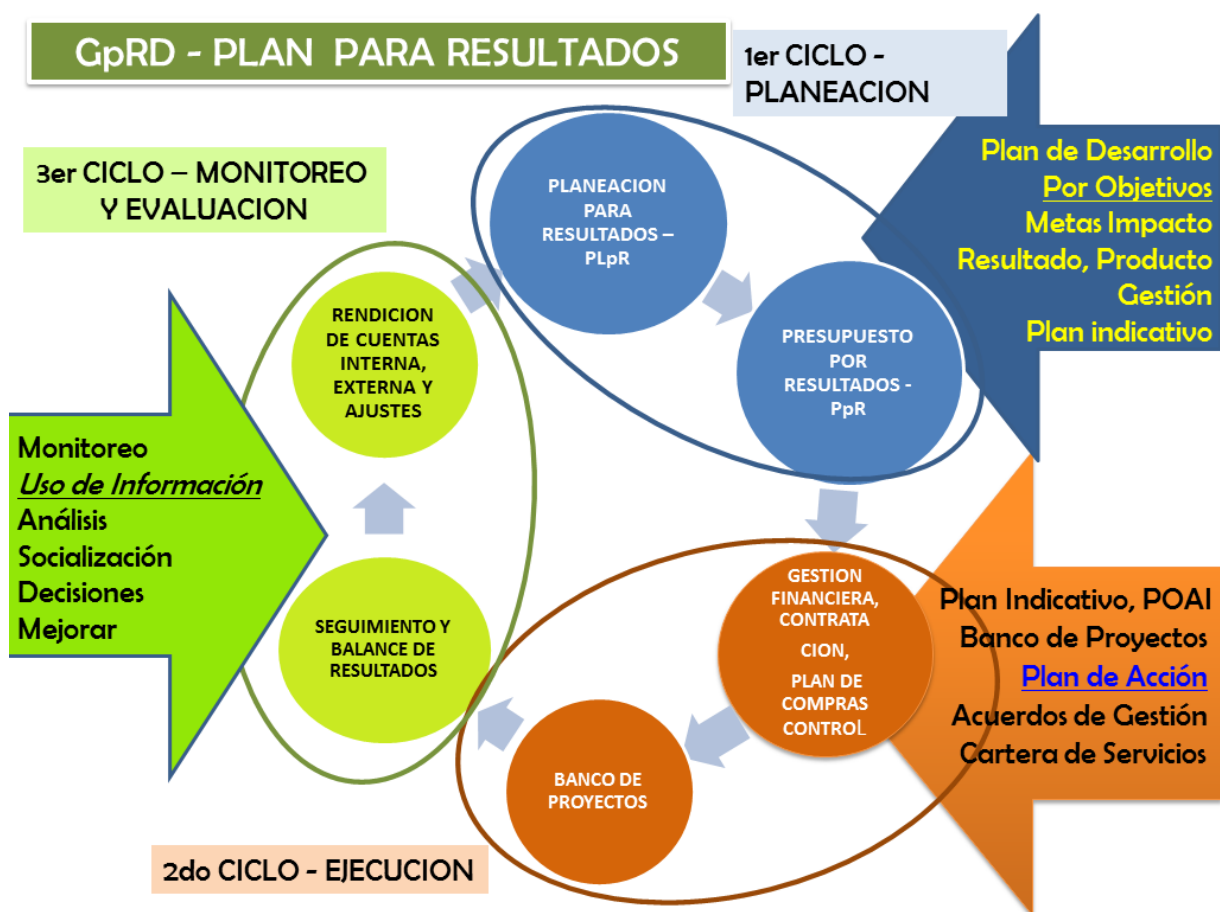 GpRD - PLAN PARA RESULTADOS
1er CICLO -
PLANEACION
Plan de Desarrollo
Por Objetivos
Metas Impacto
Resultado, Producto
Gestión
Plan indicativo
3er CICLO – MONITOREO
Y EVALUACION
PLANEACION
PARA
RESULTADOS –
PLpR
PRESUPUESTO
POR
RESULTADOS -
PpR
RENDICION
DE CUENTAS
INTERNA,
EXTERNA Y
AJUSTES
Monitoreo
Uso de Información
Análisis
Socialización
Decisiones
Mejorar
SEGUIMIENTO Y
BALANCE DE
RESULTADOS
GESTION
FINANCIERA,
CONTRATA
CION,
PLAN DE
COMPRAS
CONTROL
Plan Indicativo, POAI
Banco de Proyectos
Plan de Acción
Acuerdos de Gestión
Cartera de Servicios
BANCO DE
PROYECTOS
2do CICLO - EJECUCION